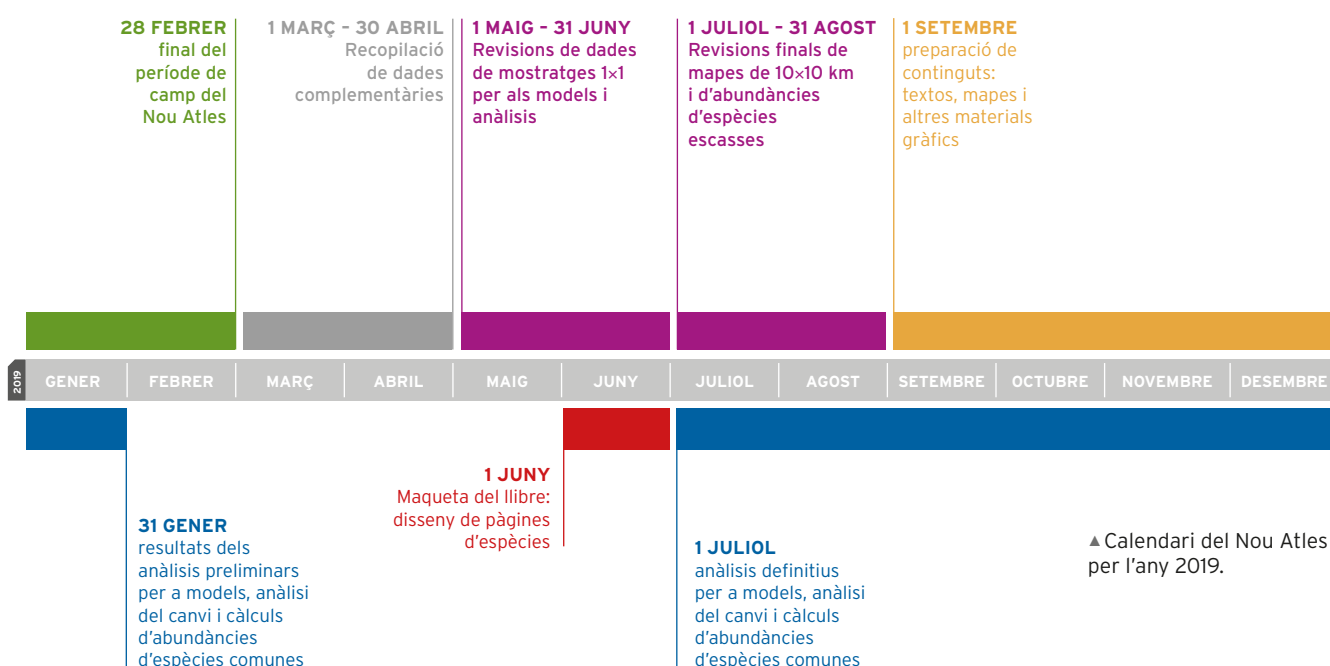 28 FEBRER
final del
període de
camp del
Nou Atles
1 MARÇ - 30 ABRIL
Recopilació
de dades
complementàries
1 MAIG - 31 JUNY
Revisions de dades
de mostratges 1×1
per als models i
anàlisis
1 JULIOL - 31 AGOST
Revisions finals de
mapes de 10×10 km
i d'abundàncies
d'espècies
escasses
1 SETEMBRE
preparació de
continguts:
textos, mapes i
altres materials
gràfics
2019
GENER FEBRER MARÇ ABRIL MAIG JUNY JULIOL AGOST SETEMBRE OCTUBRE NOVEMBRE DESEMBRE
31 GENER
resultats dels
anàlisis preliminars
per a models, anàlisi
del canvi i càlculs
d'abundàncies
d'espècies comunes
1 JUNY
Maqueta del llibre:
disseny de pàgines
d'espècies
1 JULIOL
anàlisis definitius
per a models, anàlisi
del canvi i càlculs
d'abundàncies
d'espècies comunes
▲Calendari del Nou Atles
per l'any 2019.